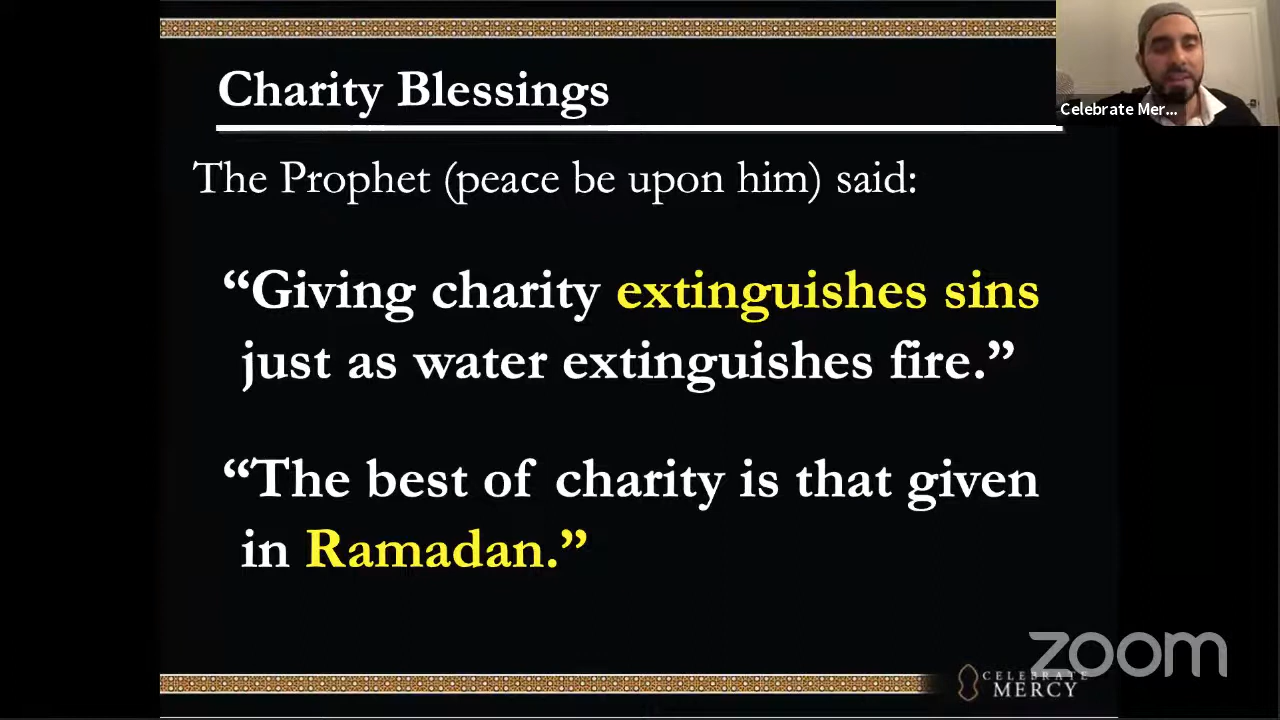 Charity Blessings
Celebrate Mer...
The Prophet (peace be upon him) said:
“Giving charity extinguishes sins
just as water extinguishes fire.”
“The best of charity is that given
in Ramadan.”
zoom
CELEBRATE
MERCY